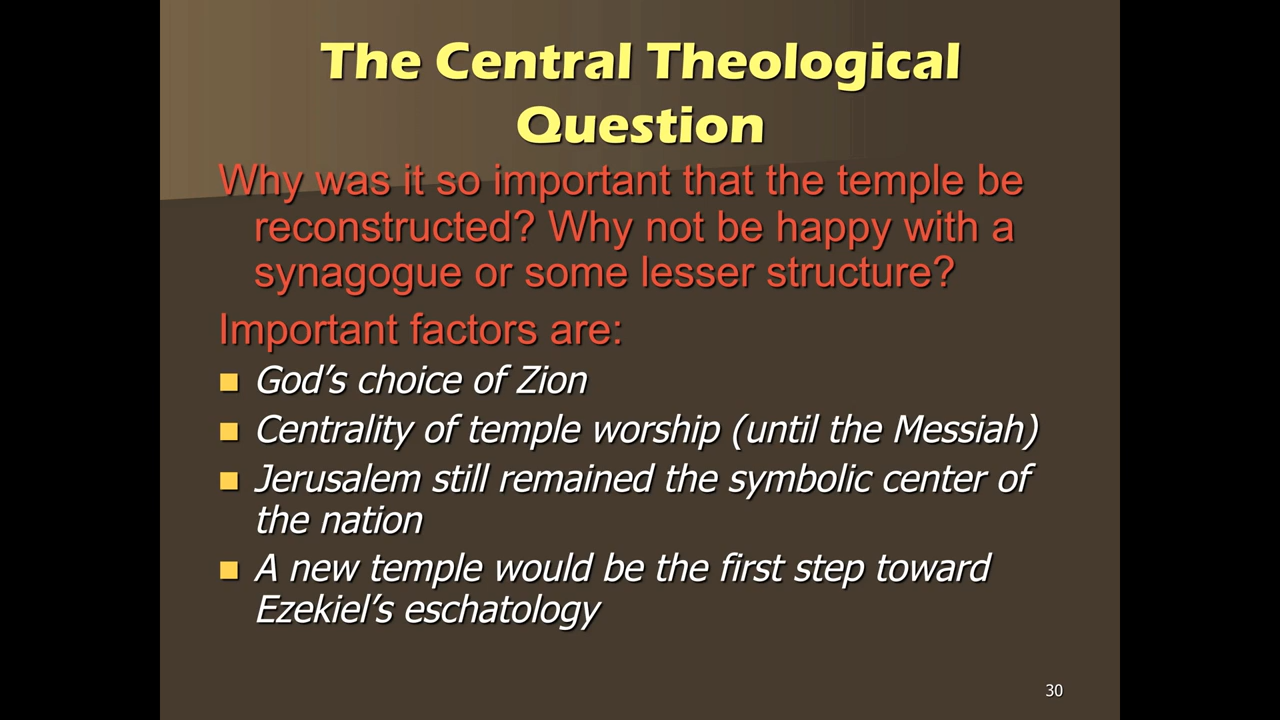 The Central Theological
Question
Why was it so important that the temple be
reconstructed? Why not be happy with a
synagogue or some lesser structure?
Important factors are:
■ God’s choice of Zion
■ Centrality of temple worship (until the Messiah)
■ Jerusalem still remained the symbolic center of
the nation
■ A new temple would be the first step toward
Ezekiel’s eschatology
30